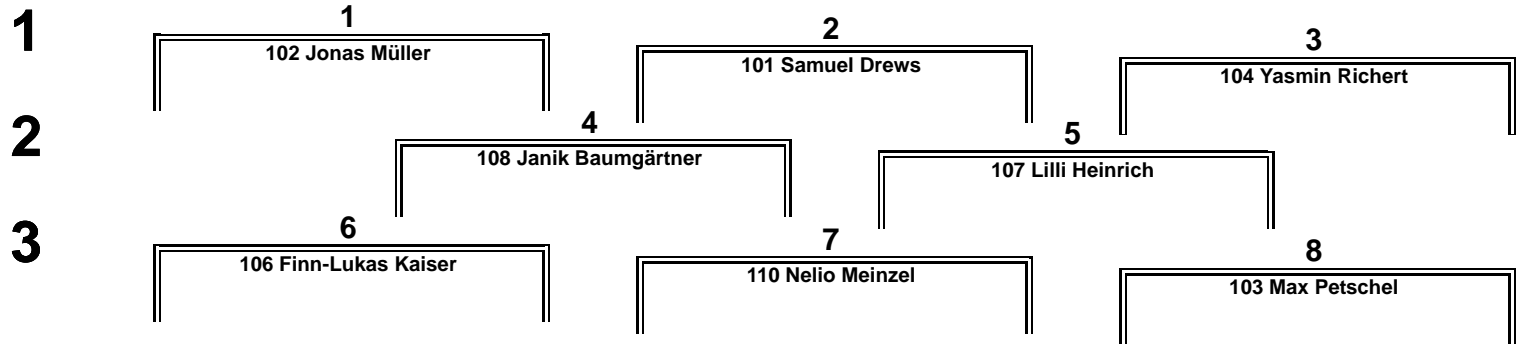 1
1
102 Jonas Müller
2
101 Samuel Drews
3
104 Yasmin Richert
2
4
108 Janik Baumgärtner
5
107 Lilli Heinrich
3
6
106 Finn-Lukas Kaiser
7
110 Nelio Meinzel
8
103 Max Petschel